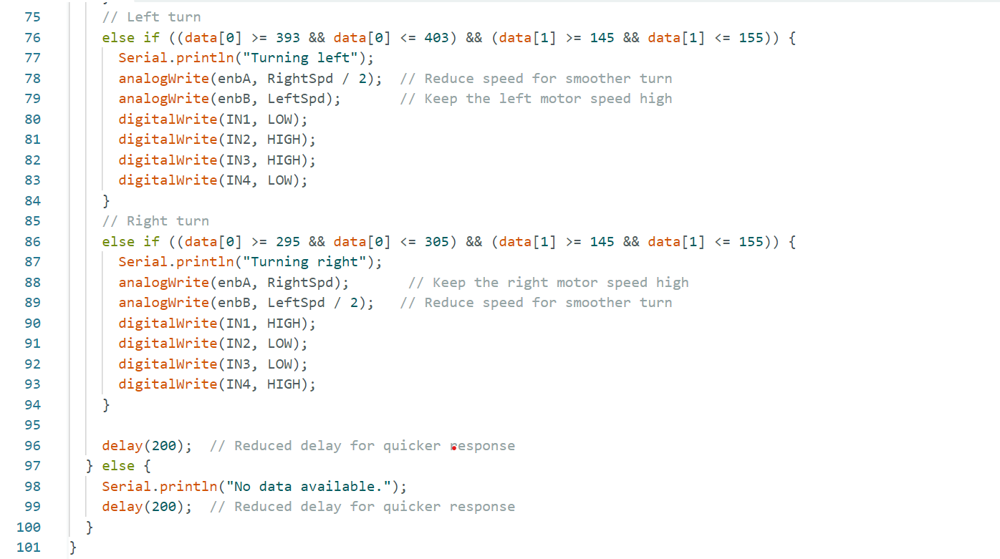 75 // Left turn
76 else if ((data[0] >= 393 && data[0] <= 403) && (data[1] >= 145 && data[1] <= 155)) {
77 Serial.println("Turning left");
78 analogWrite(enbA, RightSpd / 2);  // Reduce speed for smoother turn
79 analogWrite(enbB, LeftSpd);       // Keep the left motor speed high
80 digitalWrite(IN1, LOW);
81 digitalWrite(IN2, HIGH);
82 digitalWrite(IN3, HIGH);
83 digitalWrite(IN4, LOW);
84 }
85 // Right turn
86 else if ((data[0] >= 295 && data[0] <= 305) && (data[1] >= 145 && data[1] <= 155)) {
87 Serial.println("Turning right");
88 analogWrite(enbA, RightSpd);       // Keep the right motor speed high
89 analogWrite(enbB, LeftSpd / 2);   // Reduce speed for smoother turn
90 digitalWrite(IN1, HIGH);
91 digitalWrite(IN2, LOW);
92 digitalWrite(IN3, LOW);
93 digitalWrite(IN4, HIGH);
94 }
95
96 delay(200);  // Reduced delay for quicker response
97 } else {
98 Serial.println("No data available.");
99 delay(200);  // Reduced delay for quicker response
100 }
101 }